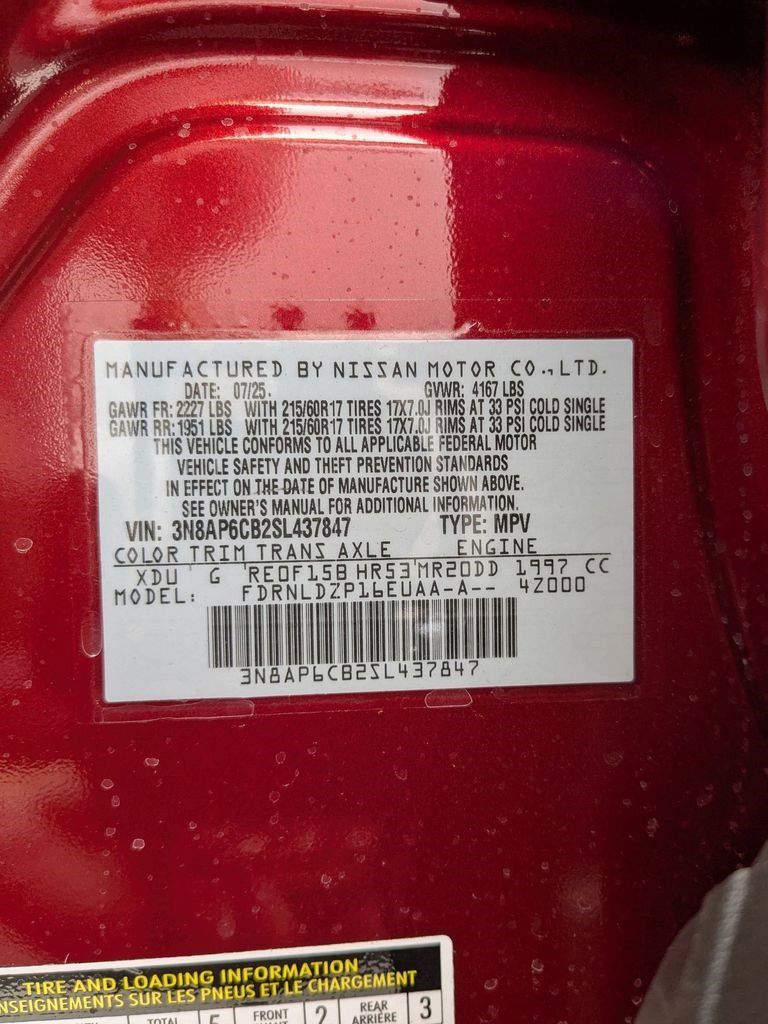 MANUFACTURED BY NISSAN MOTOR CO.,LTD.
DATE: 07/25. GVWR: 4167 LBS
GAWR FR: 2227 LBS WITH 215/60R17 TIRES 17X7.0J RIMS AT 33 PSI COLD SINGLE
GAWR RR: 1951 LBS WITH 215/60R17 TIRES 17X7.0J RIMS AT 33 PSI COLD SINGLE
THIS VEHICLE CONFORMS TO ALL APPLICABLE FEDERAL MOTOR
VEHICLE SAFETY AND THEFT PREVENTION STANDARDS
IN EFFECT ON THE DATE OF MANUFACTURE SHOWN ABOVE.
SEE OWNER'S MANUAL FOR ADDITIONAL INFORMATION.
VIN: 3N8AP6CB2SL437847 TYPE: MPV
COLOR TRIM TRANS AXLE ENGINE
XDU G RE0F15B HR53 MR20DD 1997 CC
MODEL: FDRNLDZP16EUAA-A-- 4Z000
3N8AP6CB2SL437847
TIRE AND LOADING INFORMATION
NSEIGNEMENTS SUR LES PNEUS ET LE CHARGEMENT
TOTAL 5 FRONT 2 REAR 3
ARRIÈRE